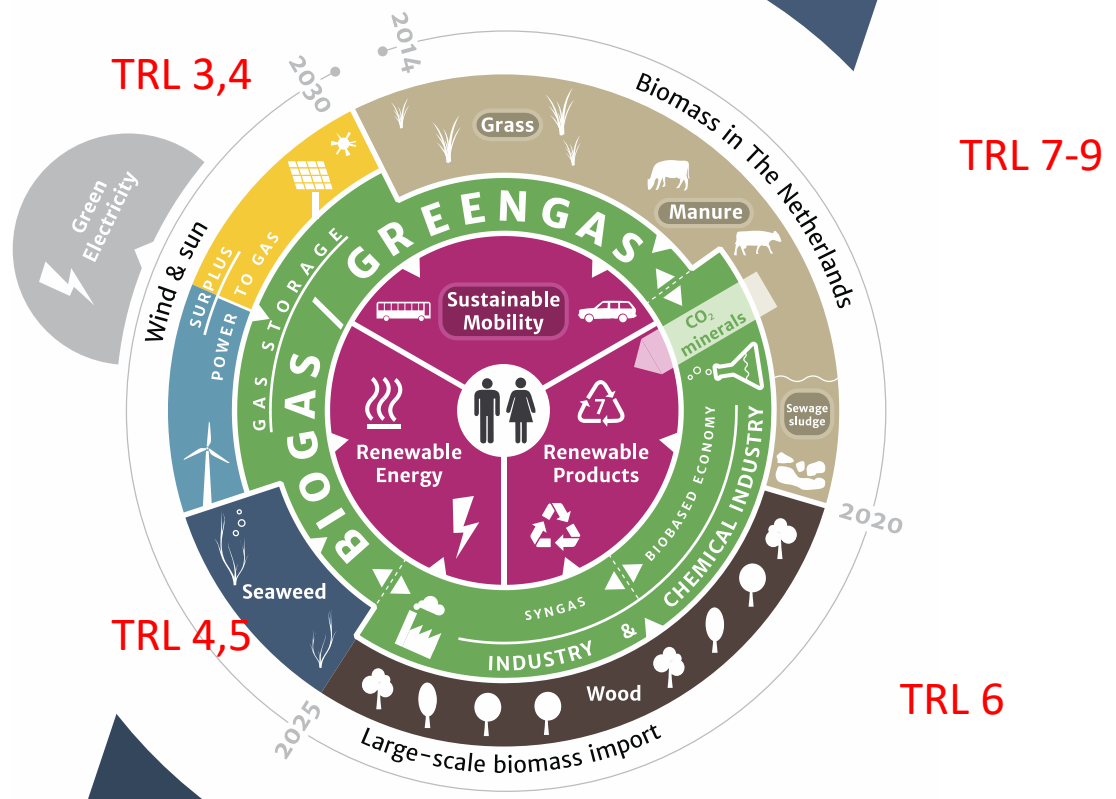 2014
2030
TRL 3,4
TRL 7-9
Biomass in The Netherlands
Grass
Manure
Green
Electricity
Wind & sun
SURPLUS
POWER TO GAS
GAS STORAGE
BIOGAS / GREENGAS
Sustainable
Mobility
CO₂
minerals
Sewage
sludge
7
Renewable
Energy
Renewable
Products
BIOBASED ECONOMY
CHEMICAL INDUSTRY
2020
SYNGAS
INDUSTRY &
Seaweed
TRL 4,5
Wood
TRL 6
2025
Large-scale biomass import